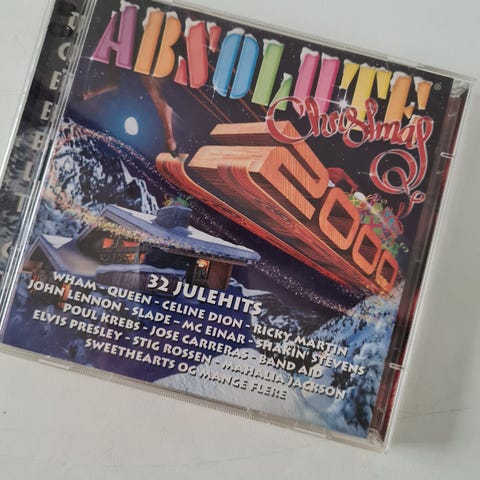 ABSOLUTE®
Christmas
2000
32 JULEHITS
WHAM - QUEEN - CELINE DION - RICKY MARTIN
JOHN LENNON - SLADE - MC EINAR - SHAKIN' STEVENS
POUL KREBS - JOSE CARRERAS - BAND AID
ELVIS PRESLEY - STIG ROSSEN - MAHALIA JACKSON
SWEETHEARTS OG MANGE FLERE